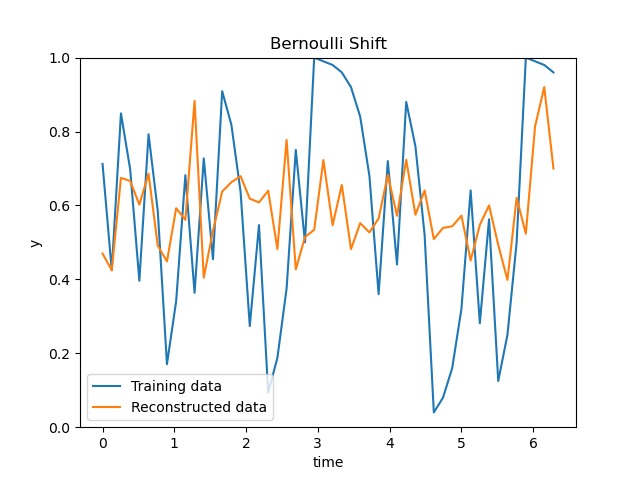 Bernoulli Shift
1.0
0.8
0.6
0.4
0.2
0.0
y
Training data
Reconstructed data
0 1 2 3 4 5 6
time